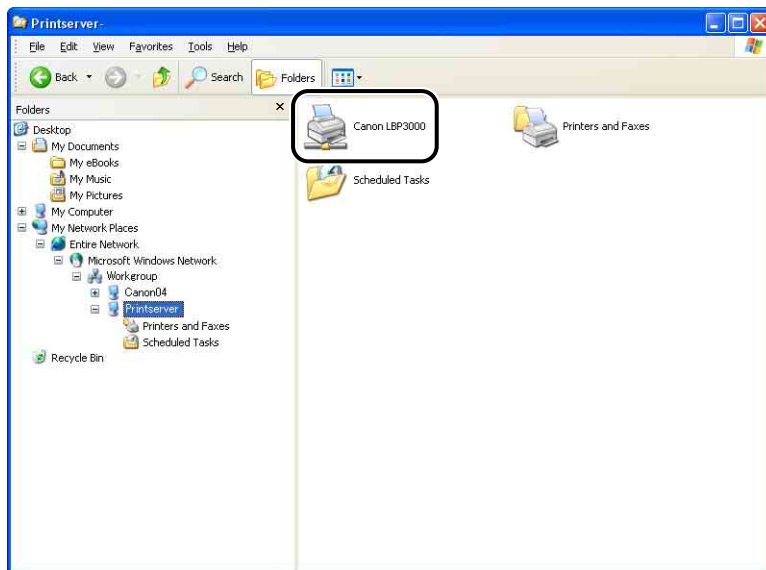 Printserver-
File Edit View Favorites Tools Help
Back Search Folders
Folders
Desktop
My Documents
My eBooks
My Music
My Pictures
My Computer
My Network Places
Entire Network
Microsoft Windows Network
Workgroup
Canon04
Printserver
Printers and Faxes
Scheduled Tasks
Recycle Bin
Canon LBP3000
Printers and Faxes
Scheduled Tasks